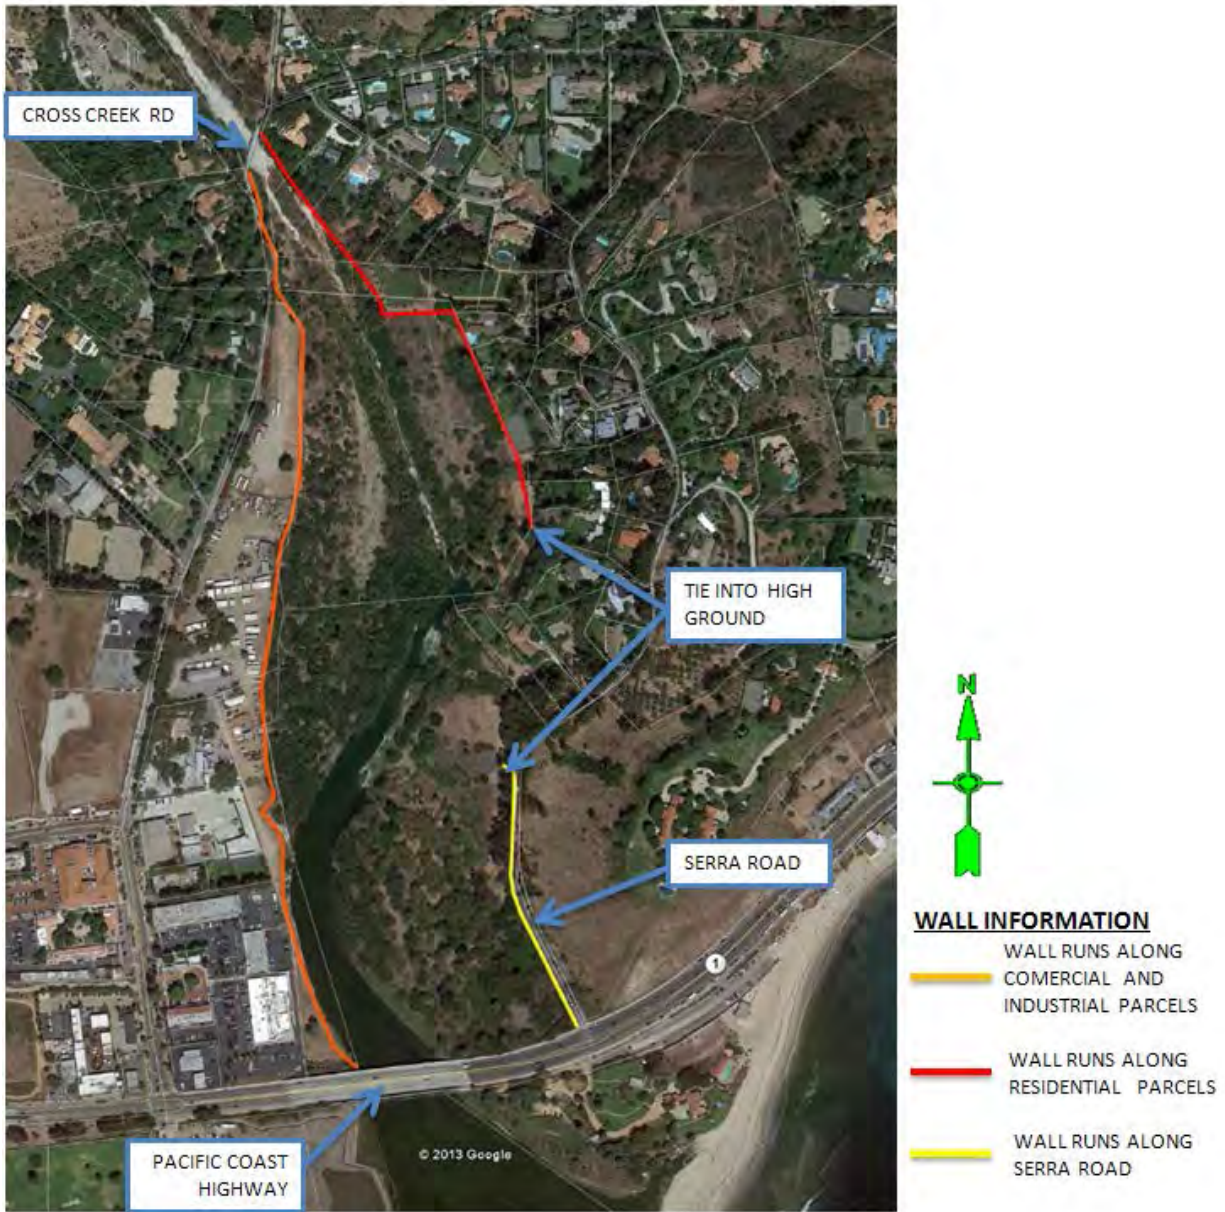 CROSS CREEK RD
TIE INTO HIGH
GROUND
SERRA ROAD
1
PACIFIC COAST
HIGHWAY
© 2013 Google
N
WALL INFORMATION
WALL RUNS ALONG
COMERCIAL AND
INDUSTRIAL PARCELS
WALL RUNS ALONG
RESIDENTIAL PARCELS
WALL RUNS ALONG
SERRA ROAD